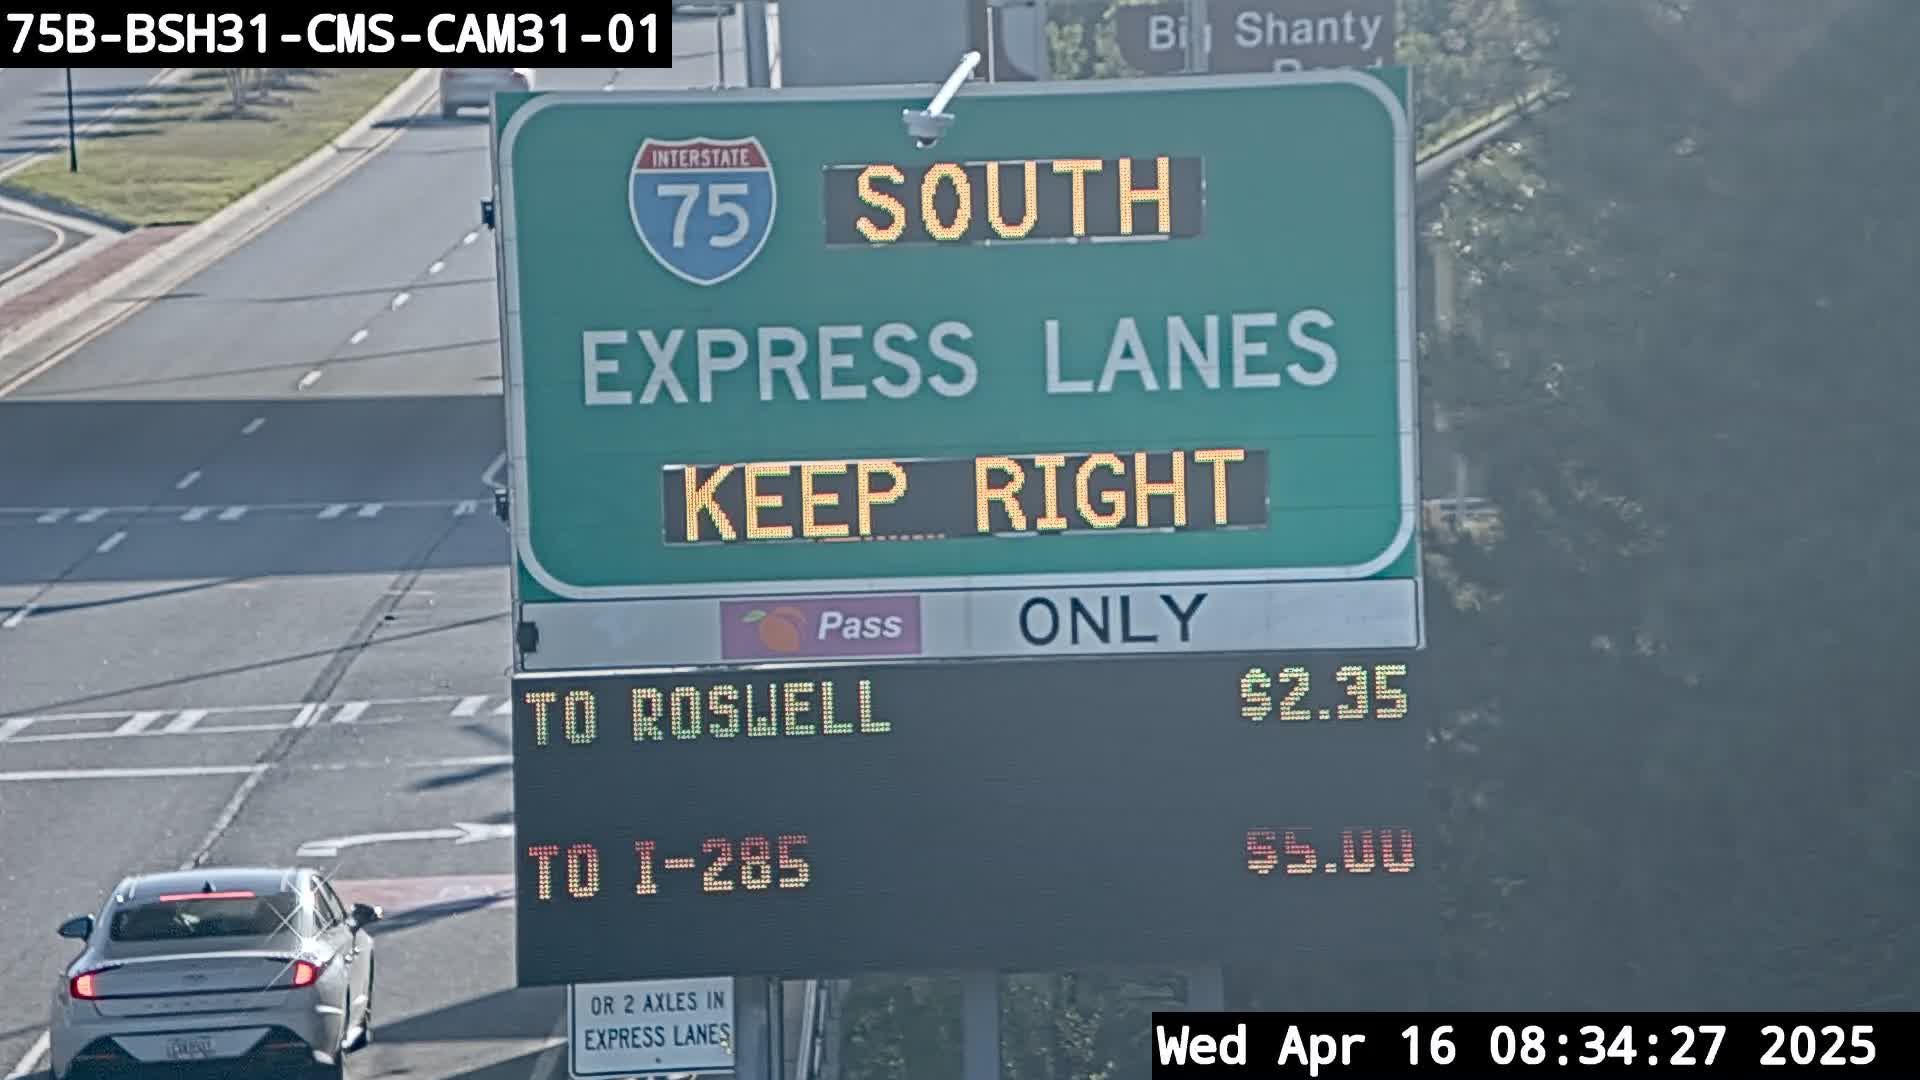 75B-BSH31-CMS-CAM31-01
Big Shanty
Road
INTERSTATE
75
SOUTH
EXPRESS LANES
KEEP RIGHT
Pass
ONLY
TO ROSWELL $2.35
TO I-285 $5.00
OR 2 AXLES IN
EXPRESS LANES
Wed Apr 16 08:34:27 2025